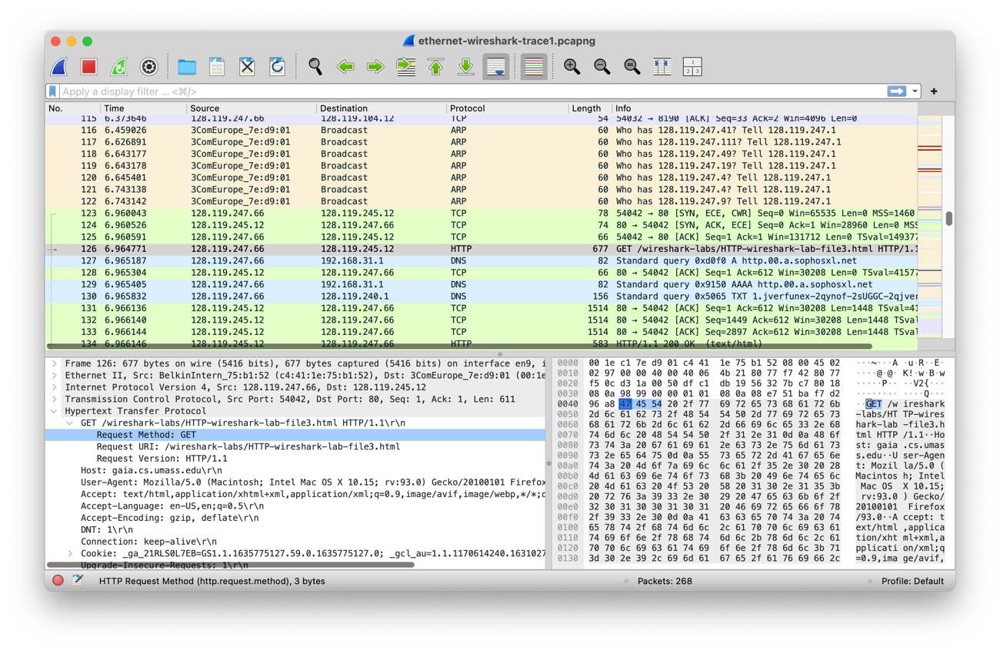 ethernet-wireshark-trace1.pcapng
1
2 3
Apply a display filter ... <⌘/>
+
No. Time Source Destination Protocol Length Info
115 6.373646 128.119.247.66 128.119.104.12 TCP 54 54032 → 8190 [ACK] Seq=33 Ack=2 Win=4096 Len=0
116 6.459026 3ComEurope_7e:d9:01 Broadcast ARP 60 Who has 128.119.247.41? Tell 128.119.247.1
117 6.626891 3ComEurope_7e:d9:01 Broadcast ARP 60 Who has 128.119.247.111? Tell 128.119.247.1
118 6.643177 3ComEurope_7e:d9:01 Broadcast ARP 60 Who has 128.119.247.49? Tell 128.119.247.1
119 6.643178 3ComEurope_7e:d9:01 Broadcast ARP 60 Who has 128.119.247.19? Tell 128.119.247.1
120 6.645401 3ComEurope_7e:d9:01 Broadcast ARP 60 Who has 128.119.247.4? Tell 128.119.247.1
121 6.743138 3ComEurope_7e:d9:01 Broadcast ARP 60 Who has 128.119.247.4? Tell 128.119.247.1
122 6.743142 3ComEurope_7e:d9:01 Broadcast ARP 60 Who has 128.119.247.9? Tell 128.119.247.1
123 6.960043 128.119.247.66 128.119.245.12 TCP 78 54042 → 80 [SYN, ECE, CWR] Seq=0 Win=65535 Len=0 MSS=1460
124 6.960526 128.119.245.12 128.119.247.66 TCP 74 80 → 54042 [SYN, ACK, ECE] Seq=0 Ack=1 Win=28960 Len=0 MSS
125 6.960591 128.119.247.66 128.119.245.12 TCP 66 54042 → 80 [ACK] Seq=1 Ack=1 Win=131712 Len=0 TSval=149377
126 6.964771 128.119.247.66 128.119.245.12 HTTP 677 GET /wireshark-labs/HTTP-wireshark-lab-file3.html HTTP/1.1
127 6.965187 128.119.247.66 192.168.31.1 DNS 82 Standard query 0xd0f0 A http.00.a.sophosxl.net
128 6.965304 128.119.245.12 128.119.247.66 TCP 66 80 → 54042 [ACK] Seq=1 Ack=612 Win=30208 Len=0 TSval=41577
129 6.965405 128.119.247.66 192.168.31.1 DNS 82 Standard query 0x9150 AAAA http.00.a.sophosxl.net
130 6.965832 128.119.247.66 128.119.240.1 DNS 156 Standard query 0x5065 TXT 1.jverfunex-2qynof-2sUGGC-2qjver
131 6.966136 128.119.245.12 128.119.247.66 TCP 1514 80 → 54042 [ACK] Seq=1 Ack=612 Win=30208 Len=1448 TSval=41
132 6.966140 128.119.245.12 128.119.247.66 TCP 1514 80 → 54042 [ACK] Seq=1449 Ack=612 Win=30208 Len=1448 TSval
133 6.966144 128.119.245.12 128.119.247.66 TCP 1514 80 → 54042 [ACK] Seq=2897 Ack=612 Win=30208 Len=1448 TSval
134 6.966146 128.119.245.12 128.119.247.66 HTTP 583 HTTP/1.1 200 OK (text/html)
Frame 126: 677 bytes on wire (5416 bits), 677 bytes captured (5416 bits) on interface en9, i
Ethernet II, Src: BelkinIntern_75:b1:52 (c4:41:1e:75:b1:52), Dst: 3ComEurope_7e:d9:01 (00:1e
Internet Protocol Version 4, Src: 128.119.247.66, Dst: 128.119.245.12
Transmission Control Protocol, Src Port: 54042, Dst Port: 80, Seq: 1, Ack: 1, Len: 611
Hypertext Transfer Protocol
GET /wireshark-labs/HTTP-wireshark-lab-file3.html HTTP/1.1\r\n
Request Method: GET
Request URI: /wireshark-labs/HTTP-wireshark-lab-file3.html
Request Version: HTTP/1.1
Host: gaia.cs.umass.edu\r\n
User-Agent: Mozilla/5.0 (Macintosh; Intel Mac OS X 10.15; rv:93.0) Gecko/20100101 Firefox
Accept: text/html,application/xhtml+xml,application/xml;q=0.9,image/avif,image/webp,*/*;q
Accept-Language: en-US,en;q=0.5\r\n
Accept-Encoding: gzip, deflate\r\n
DNT: 1\r\n
Connection: keep-alive\r\n
Cookie: _ga_21RLS0L7EB=GS1.1.1635775127.59.0.1635775127.0; _gcl_au=1.1.1170614240.1631027
Upgrade-Insecure-Requests: 1\r\n
0000 00 1e c1 7e d9 01 c4 41 1e 75 b1 52 08 00 45 02 ···~···A ·u·R··E·
0010 02 97 00 00 40 00 40 06 4b 21 80 77 f7 42 80 77 ····@·@· K!·w·B·w
0020 f5 0c d3 1a 00 50 df c1 db 19 56 32 7b c7 80 18 ·····P·· ··V2{···
0030 08 0a 98 99 00 00 01 01 08 0a 08 e7 51 ba f7 d2 ········ ····Q···
0040 96 a8 47 45 54 20 2f 77 69 72 65 73 68 61 72 6b ··GET /w ireshark
0050 2d 6c 61 62 73 2f 48 54 54 50 2d 77 69 72 65 73 -labs/HT TP-wires
0060 68 61 72 6b 2d 6c 61 62 2d 66 69 6c 65 33 2e 68 hark-lab -file3.h
0070 74 6d 6c 20 48 54 54 50 2f 31 2e 31 0d 0a 48 6f tml HTTP /1.1··Ho
0080 73 74 3a 20 67 61 69 61 2e 63 73 2e 75 6d 61 73 st: gaia .cs.umas
0090 73 2e 65 64 75 0d 0a 55 73 65 72 2d 41 67 65 6e s.edu··U ser-Agen
00a0 74 3a 20 4d 6f 7a 69 6c 6c 61 2f 35 2e 30 20 28 t: Mozil la/5.0 (
00b0 4d 61 63 69 6e 74 6f 73 68 3b 20 49 6e 74 65 6c Macintos h; Intel
00c0 20 4d 61 63 20 4f 53 20 58 20 31 30 2e 31 35 3b Mac OS X 10.15;
00d0 20 72 76 3a 39 33 2e 30 29 20 47 65 63 6b 6f 2f rv:93.0 ) Gecko/
00e0 32 30 31 30 30 31 30 31 20 46 69 72 65 66 6f 78 20100101 Firefox
00f0 2f 39 33 2e 30 0d 0a 41 63 63 65 70 74 3a 20 74 /93.0··A ccept: t
0100 65 78 74 2f 68 74 6d 6c 2c 61 70 70 6c 69 63 61 ext/html ,applica
0110 74 69 6f 6e 2f 78 68 74 6d 6c 2b 78 6d 6c 2c 61 tion/xht ml+xml,a
0120 70 70 6c 69 63 61 74 69 6f 6e 2f 78 6d 6c 3b 71 pplicati on/xml;q
0130 3d 30 2e 39 2c 69 6d 61 67 65 2f 61 76 69 66 2c =0.9,ima ge/avif,
HTTP Request Method (http.request.method), 3 bytes
Packets: 268
Profile: Default